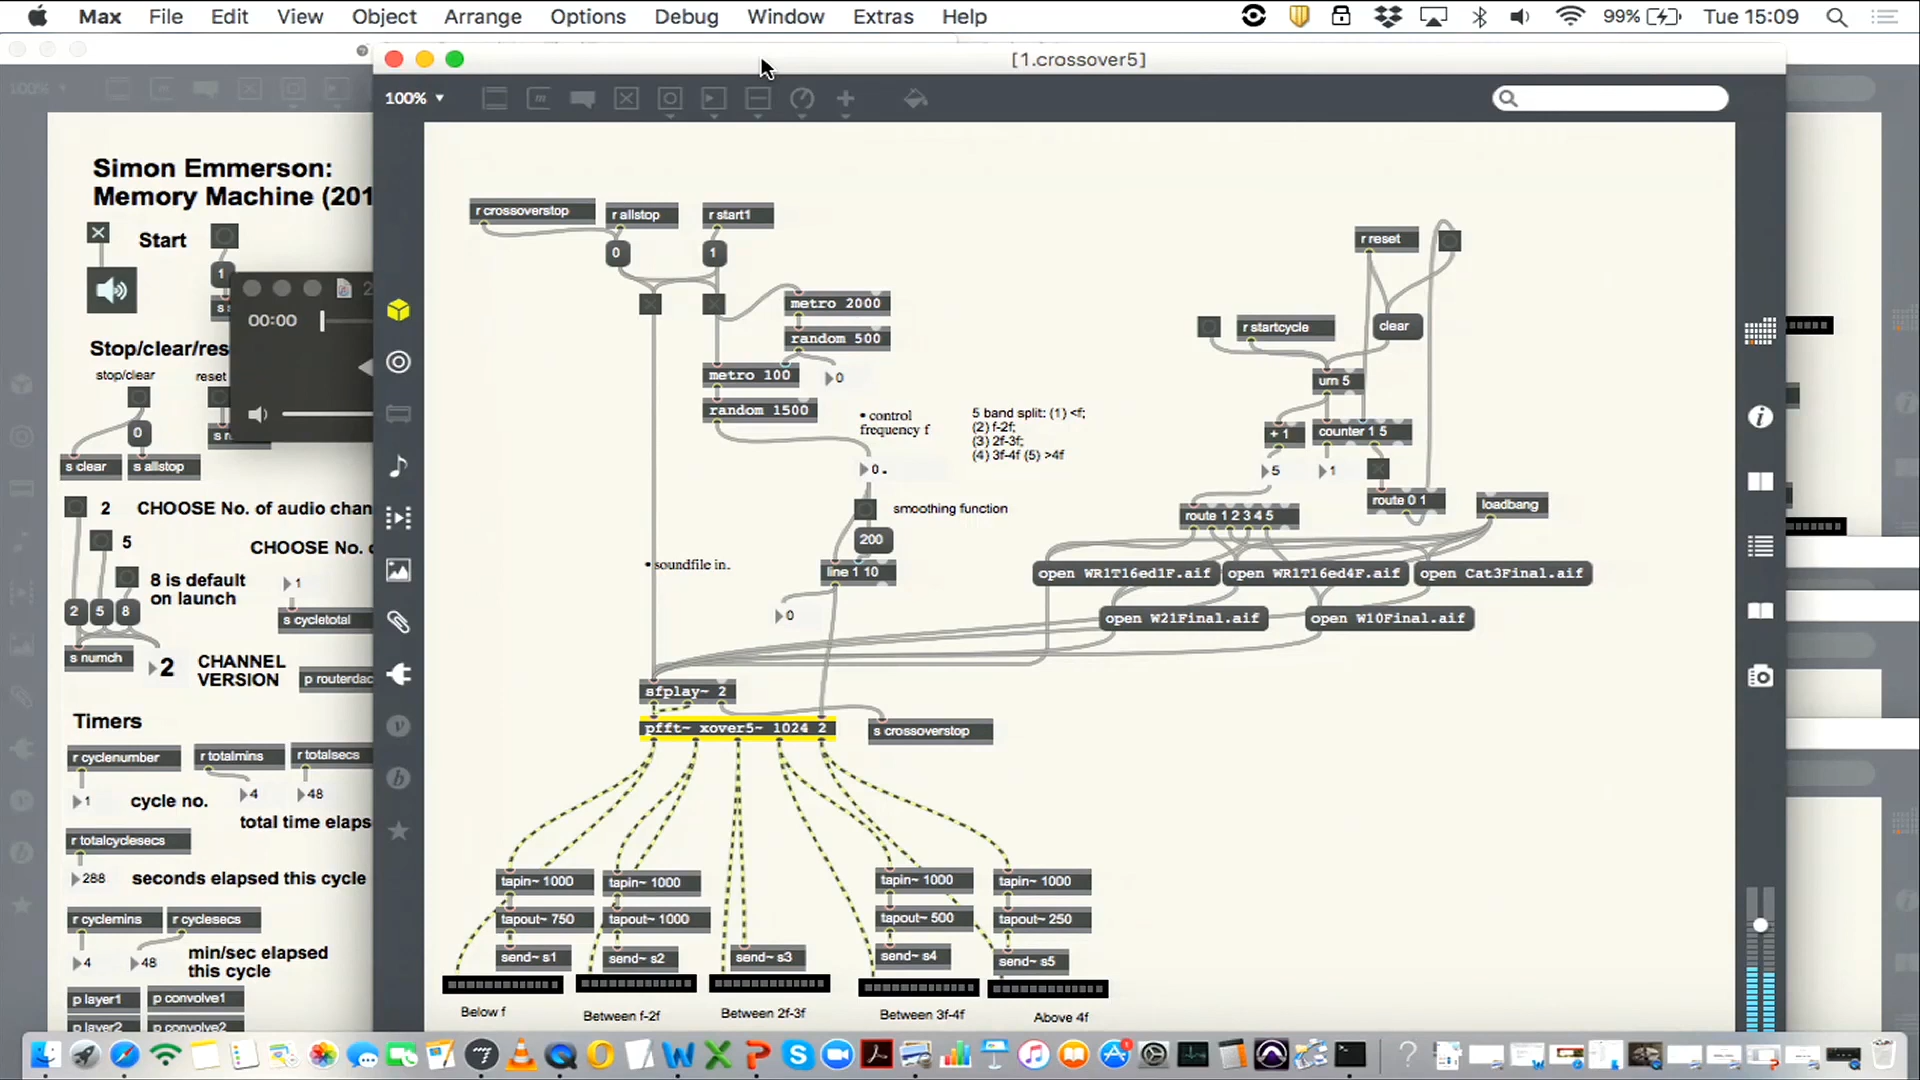 Max File Edit View Object Arrange Options Debug Window Extras Help
99% Tue 15:09
[1.crossover5]
100%
100%
Simon Emmerson:
Memory Machine (201
Start
1
00:00
2
Stop/clear/res
stop/clear
reset
0
s clear
s allstop
2
CHOOSE No. of audio chan
5
CHOOSE No. c
8 is default
on launch
1
2 5 8
s cycletotal
s numch
2
CHANNEL
VERSION
p routerdac
Timers
r cyclenumber
r totalmins
r totalsecs
1
cycle no.
4
48
total time elaps
r totalcyclesecs
288
seconds elapsed this cycle
r cyclemins
r cyclesecs
4
48
min/sec elapsed
this cycle
p layer1
p convolve1
p layer2
p convolve2
r crossoverstop
r allstop
r start1
0
1
metro 2000
random 500
metro 100
0
random 1500
• control
frequency f
5 band split: (1) <f;
(2) f-2f;
(3) 2f-3f;
(4) 3f-4f (5) >4f
0.
smoothing function
200
• soundfile in.
line 1 10
0
r reset
r startcycle
clear
urn 5
+ 1
counter 1 5
5
1
route 0 1
route 1 2 3 4 5
loadbang
open WR1T16ed1F.aif
open WR1T16ed4F.aif
open Cat3Final.aif
open W21Final.aif
open W10Final.aif
sfplay~ 2
pfft~ xover5~ 1024 2
s crossoverstop
tapin~ 1000
tapin~ 1000
tapin~ 1000
tapin~ 1000
tapout~ 750
tapout~ 1000
tapout~ 500
tapout~ 250
send~ s1
send~ s2
send~ s3
send~ s4
send~ s5
Below f
Between f-2f
Between 2f-3f
Between 3f-4f
Above 4f